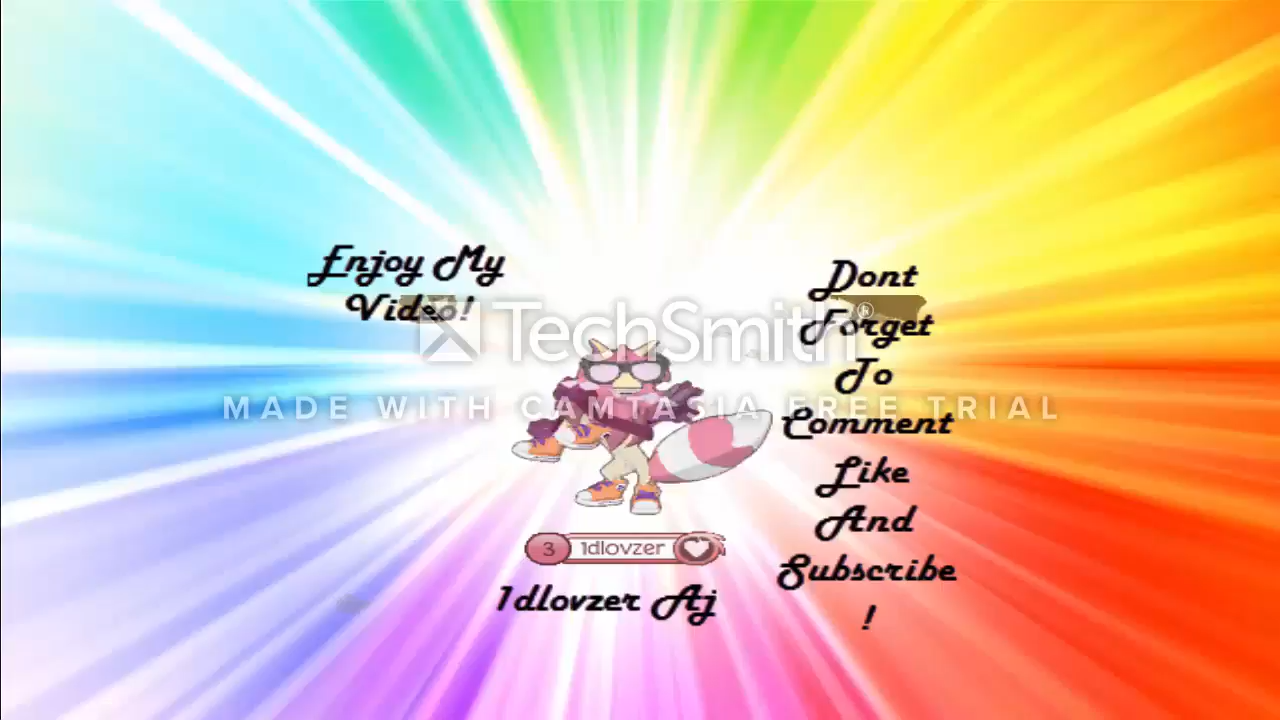 Enjoy My
Video!
TechSmith®
MADE WITH CAMTASIA FREE TRIAL
3 1dlovzer
1dlovzer Aj
Dont
Forget
To
Comment
Like
And
Subscribe
!